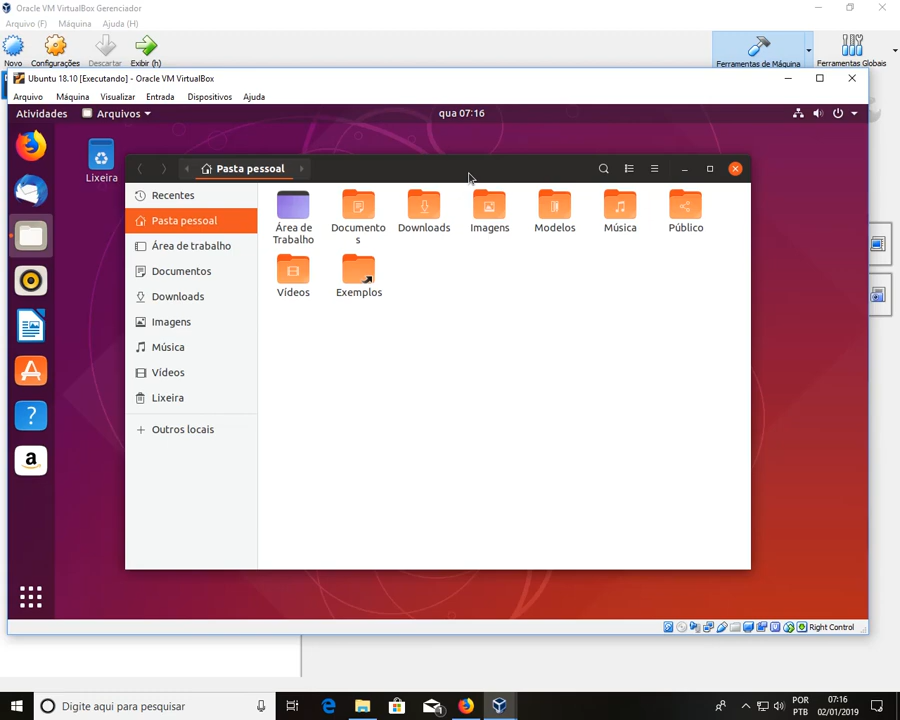 Oracle VM VirtualBox Gerenciador
Arquivo (F) Máquina Ajuda (H)
Novo Configurações Descartar Exibir (h) Ferramentas de Máquina Ferramentas Globais
Ubuntu 18.10 [Executando] - Oracle VM VirtualBox
Arquivo Máquina Visualizar Entrada Dispositivos Ajuda
Atividades Arquivos qua 07:16
Lixeira
Pasta pessoal
Recentes
Pasta pessoal
Área de trabalho
Documentos
Downloads
Imagens
Música
Vídeos
Lixeira
+ Outros locais
Área de
Trabalho
Documento
s
Downloads
Imagens
Modelos
Música
Público
Vídeos
Exemplos
?
a
Right Control
Digite aqui para pesquisar
1
POR
PTB
07:16
02/01/2019